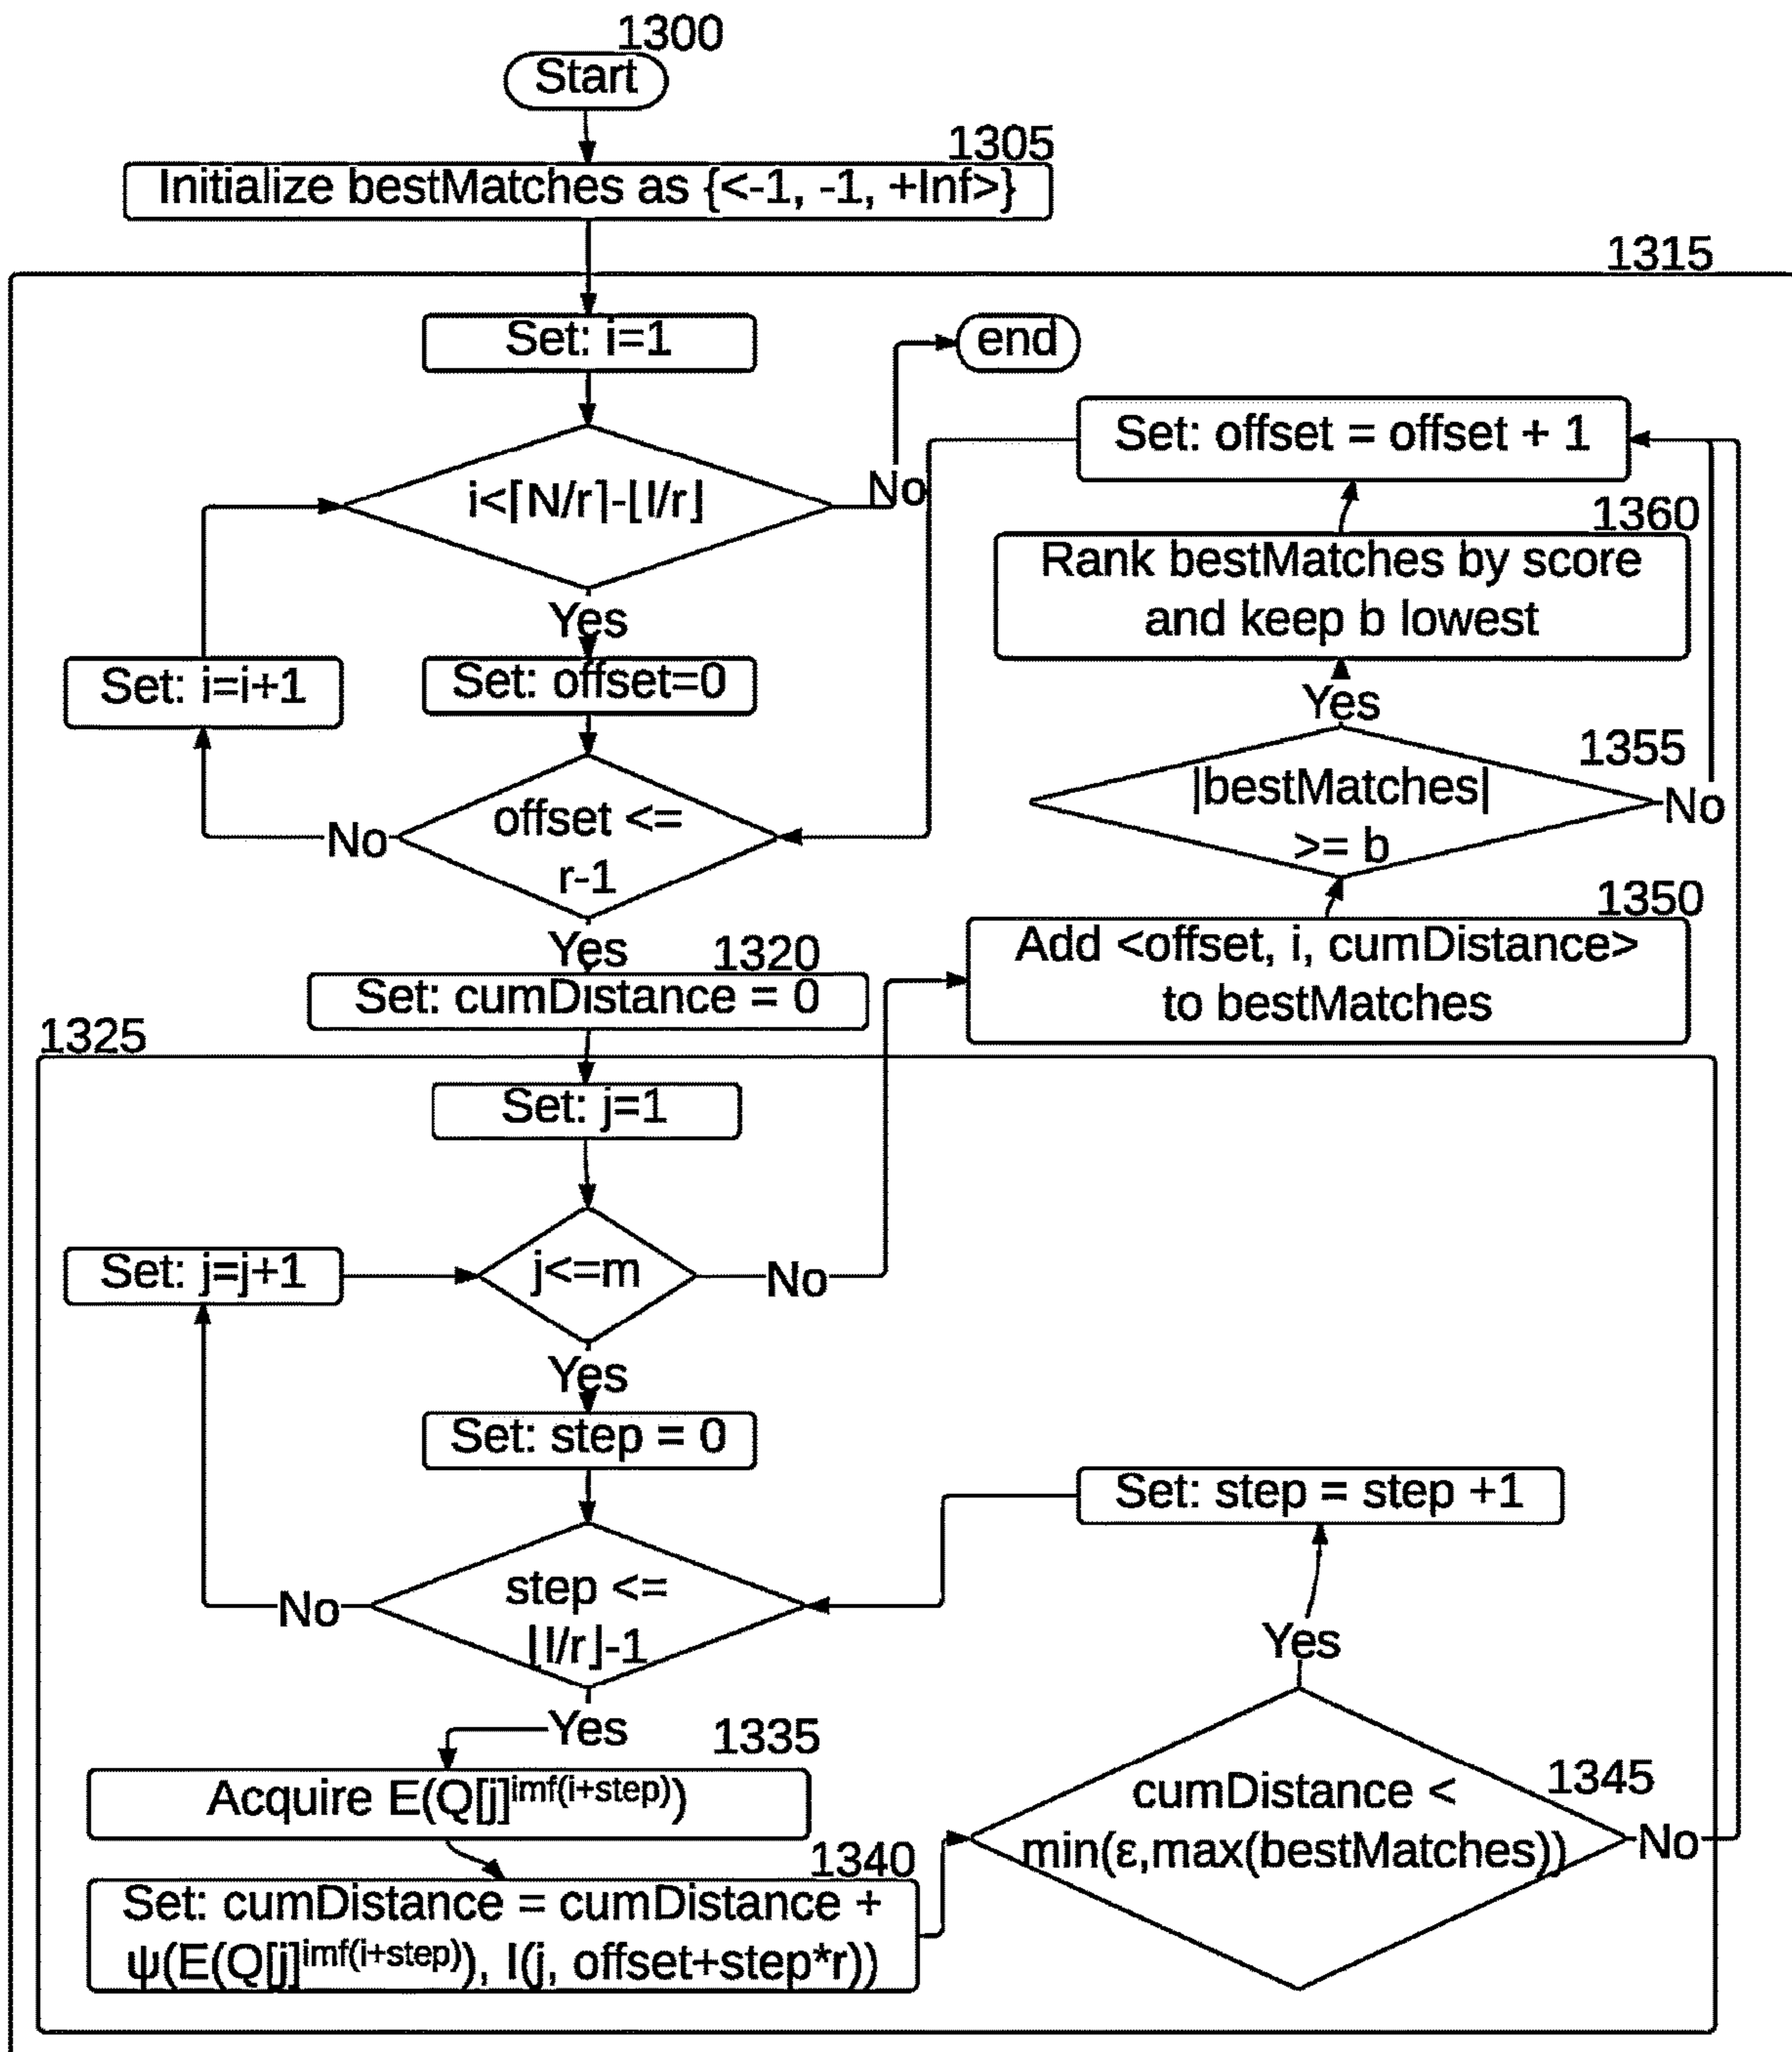 1300
Start
1305
Initialize bestMatches as {<-1, -1, +Inf>}
1315
Set: i=1
end
Set: offset = offset + 1
i<⌈N/r⌉-⌊l/r⌋
No
1360
Rank bestMatches by score
and keep b lowest
Yes
Set: i=i+1
Set: offset=0
Yes
1355
|bestMatches|
>= b
No
offset <=
r-1
No
Yes
1350
Add <offset, i, cumDistance>
to bestMatches
1320
Set: cumDistance = 0
1325
Set: j=1
Set: j=j+1
j<=m
No
Yes
Set: step = 0
Set: step = step +1
step <=
⌊l/r⌋-1
No
Yes
Yes
1335
Acquire E(Q[j]^imf(i+step))
1345
cumDistance <
min(ε,max(bestMatches))
No
1340
Set: cumDistance = cumDistance +
ψ(E(Q[j]^imf(i+step)), I(j, offset+step*r))